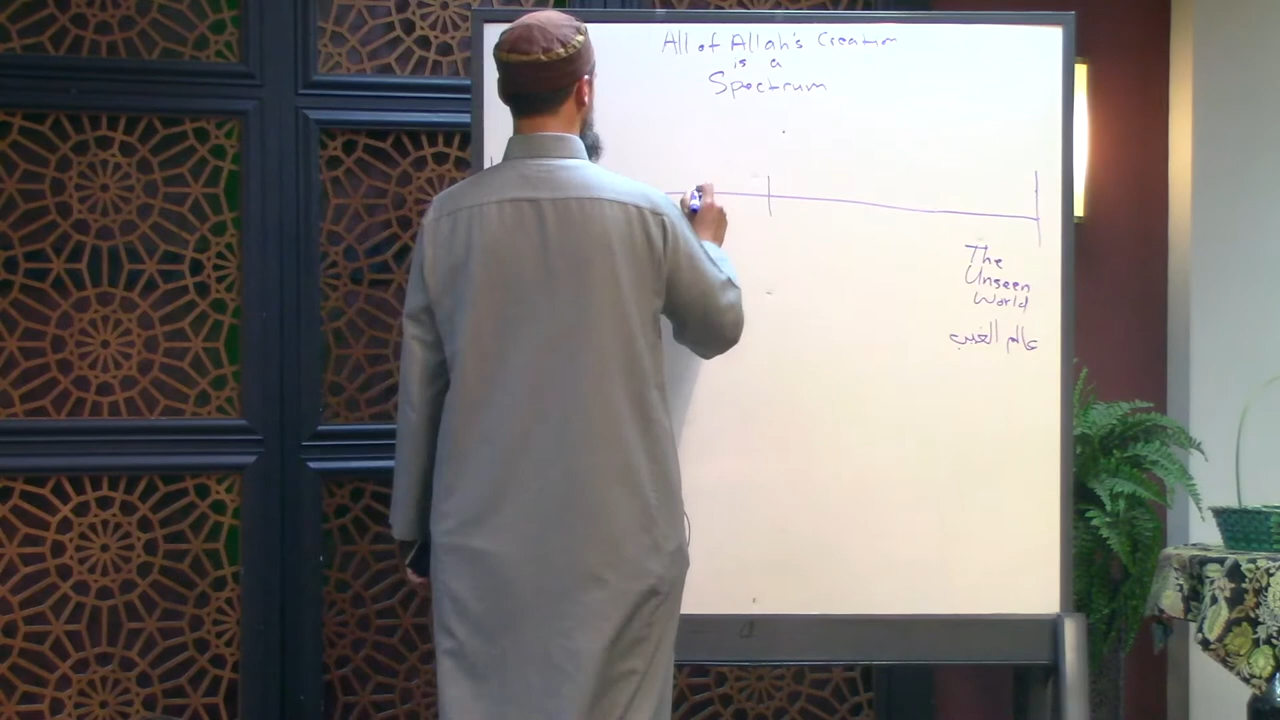 All of Allah's Creation
is a
Spectrum
The
Unseen
World
عالم الغيب